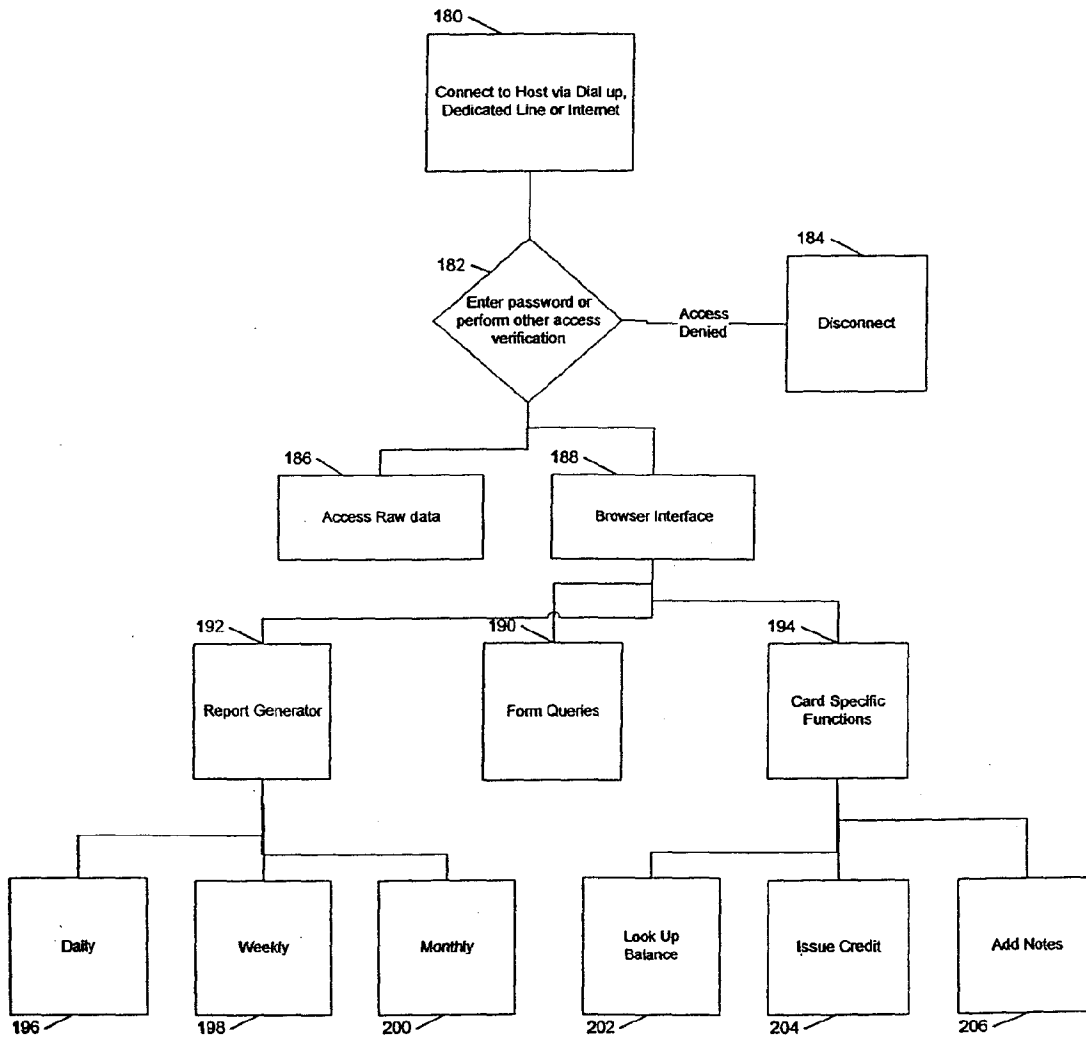 180
Connect to Host via Dial up,
Dedicated Line or Internet
182
Enter password or
perform other access
verification
Access
Denied
184
Disconnect
186
Access Raw data
188
Browser Interface
192
Report Generator
190
Form Queries
194
Card Specific
Functions
Daily
196
Weekly
198
Monthly
200
Look Up
Balance
202
Issue Credit
204
Add Notes
206